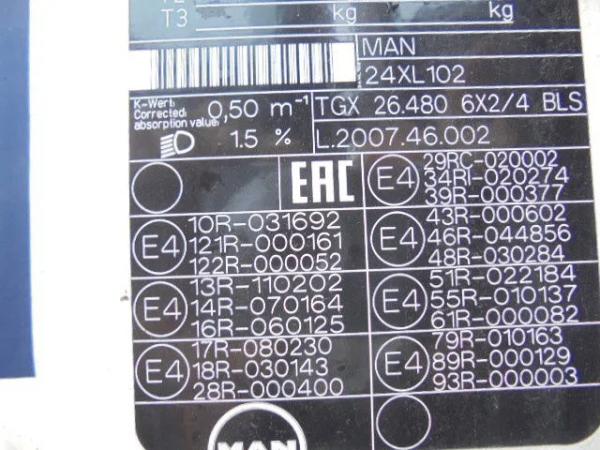 T3 kg kg
MAN
24XL102
K-Wert: Corrected absorption value: 0,50 m⁻¹
TGX 26.480 6X2/4 BLS
1.5 %
L.2007.46.002
EAC
E4
29RC-020002
34RI-020274
39R-000377
E4
10R-031692
121R-000161
122R-000052
E4
43R-000602
46R-044856
48R-030284
E4
13R-110202
14R-070164
16R-060125
E4
51R-022184
55R-010137
61R-000082
E4
17R-080230
18R-030143
28R-000400
E4
79R-010163
89R-000129
93R-000003
MAN